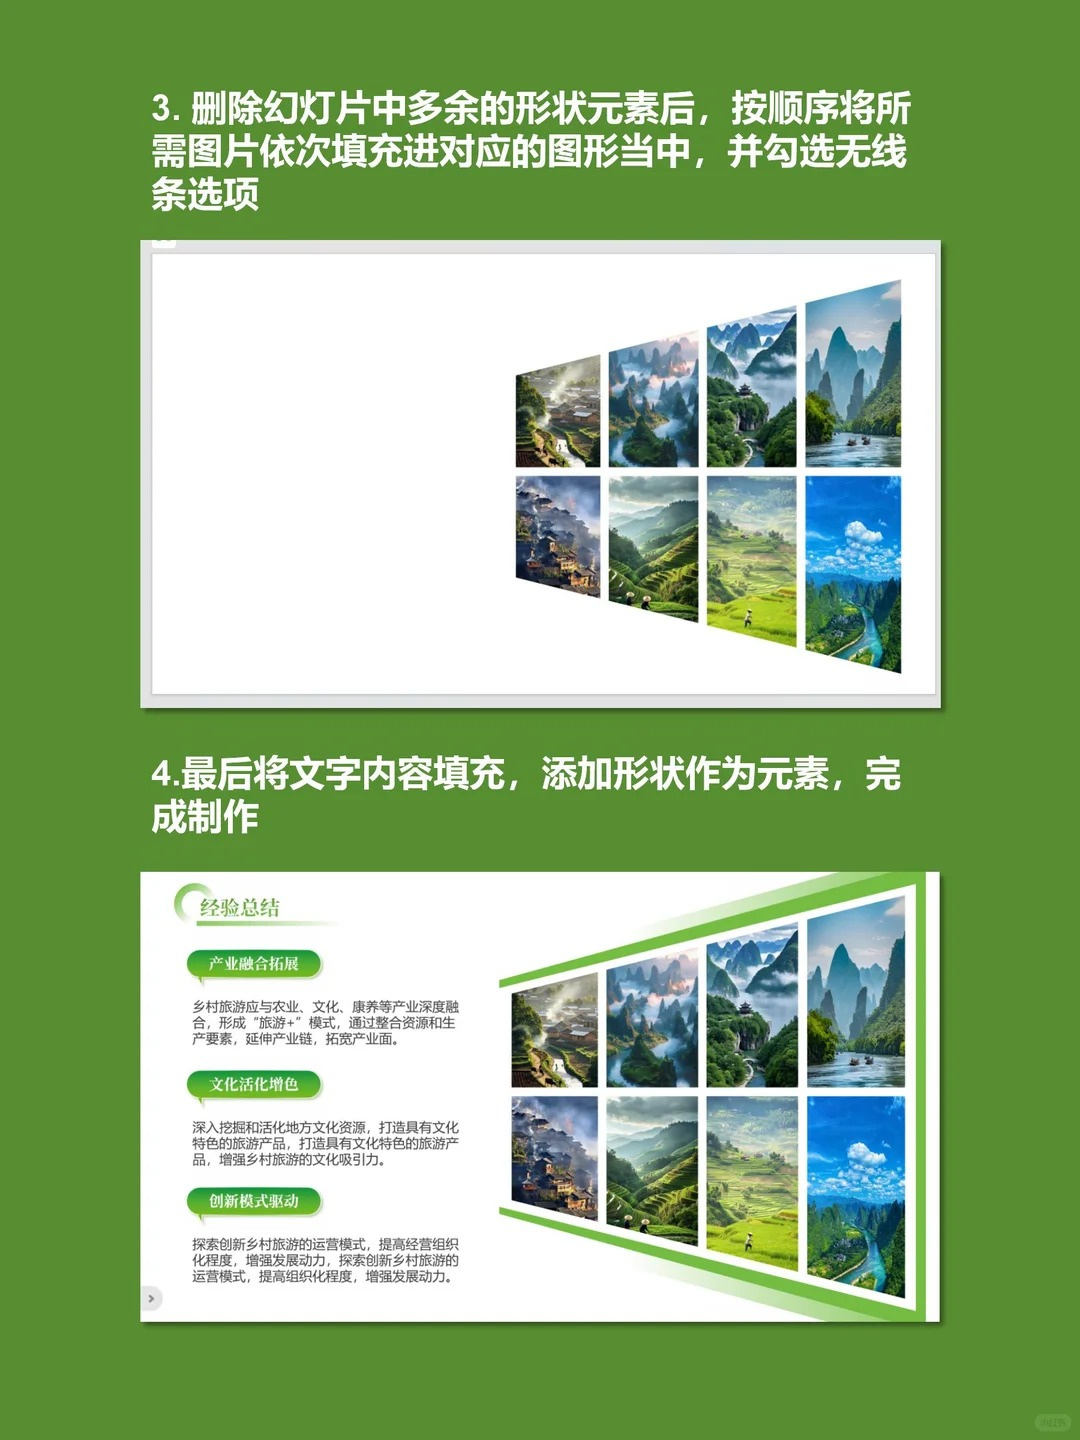 3. 删除幻灯片中多余的形状元素后，按顺序将所
需图片依次填充进对应的图形当中，并勾选无线
条选项
4.最后将文字内容填充，添加形状作为元素，完
成制作
经验总结
产业融合拓展
乡村旅游应与农业、文化、康养等产业深度融
合，形成“旅游+”模式，通过整合资源和生
产要素，延伸产业链，拓宽产业面。
文化活化增色
深入挖掘和活化地方文化资源，打造具有文化
特色的旅游产品，打造具有文化特色的旅游产
品，增强乡村旅游的文化吸引力。
创新模式驱动
探索创新乡村旅游的运营模式，提高经营组织
化程度，增强发展动力，探索创新乡村旅游的
运营模式，提高组织化程度，增强发展动力。
小红书